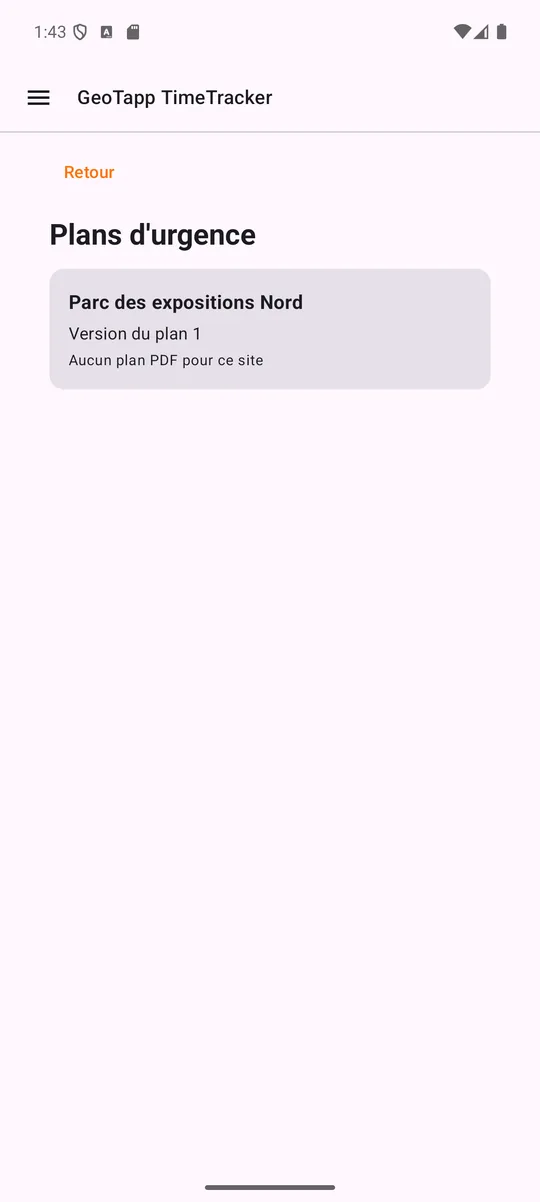 1:43
GeoTapp TimeTracker
Retour
Plans d'urgence
Parc des expositions Nord
Version du plan 1
Aucun plan PDF pour ce site